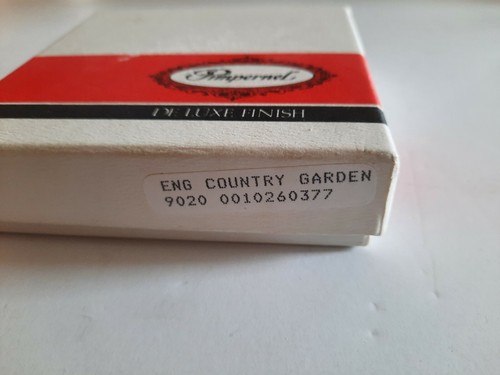 Pimpernel
DE LUXE FINISH
ENG COUNTRY GARDEN
9020 0010260377